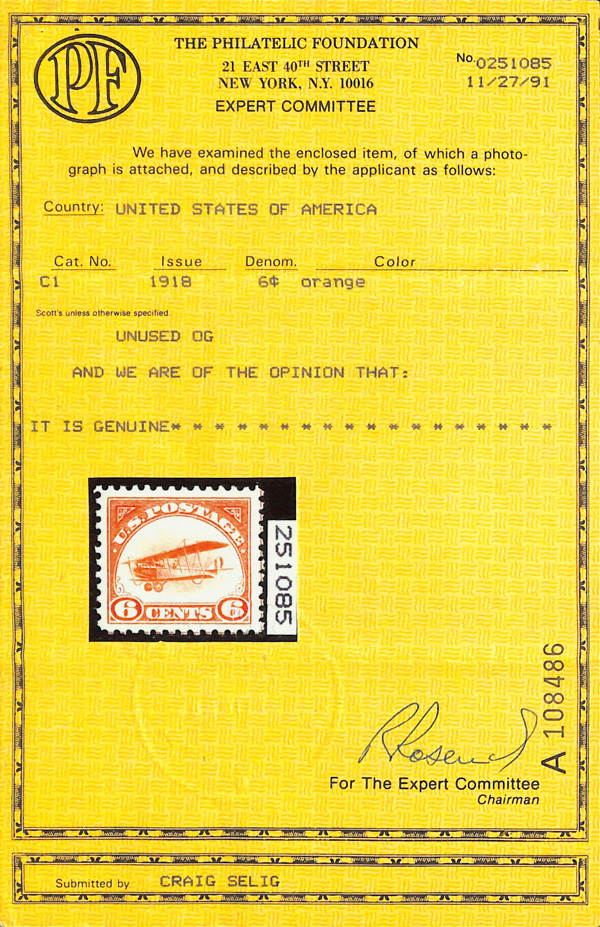 PF
THE PHILATELIC FOUNDATION
21 EAST 40TH STREET
NEW YORK, N.Y. 10016
EXPERT COMMITTEE
No. 0251085
11/27/91
We have examined the enclosed item, of which a photo-
graph is attached, and described by the applicant as follows:
Country: UNITED STATES OF AMERICA
Cat. No. Issue Denom. Color
C1 1918 6¢ orange
Scott's unless otherwise specified
UNUSED OG
AND WE ARE OF THE OPINION THAT:
IT IS GENUINE* * * * * * * * * * * * * * * * * *
U.S. POSTAGE
6 CENTS 6
251085
A 108486
For The Expert Committee
Chairman
Submitted by CRAIG SELIG